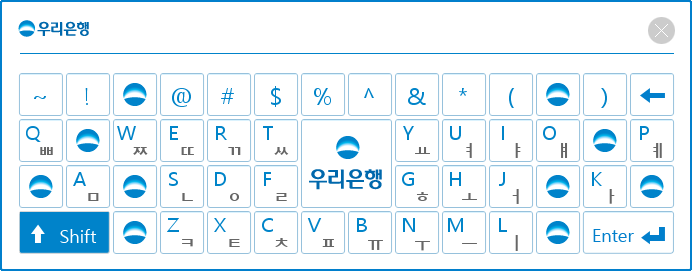 우리은행
~ ! @ # $ % ^ & * ( )
Q ㅃ W ㅉ E ㄸ R ㄲ T ㅆ Y ㅛ U ㅕ I ㅑ O ㅒ P ㅖ
우리은행
A ㅁ S ㄴ D ㅇ F ㄹ G ㅎ H ㅗ J ㅓ K ㅏ
Shift Z ㅋ X ㅌ C ㅊ V ㅍ B ㅠ N ㅜ M ㅡ L ㅣ Enter